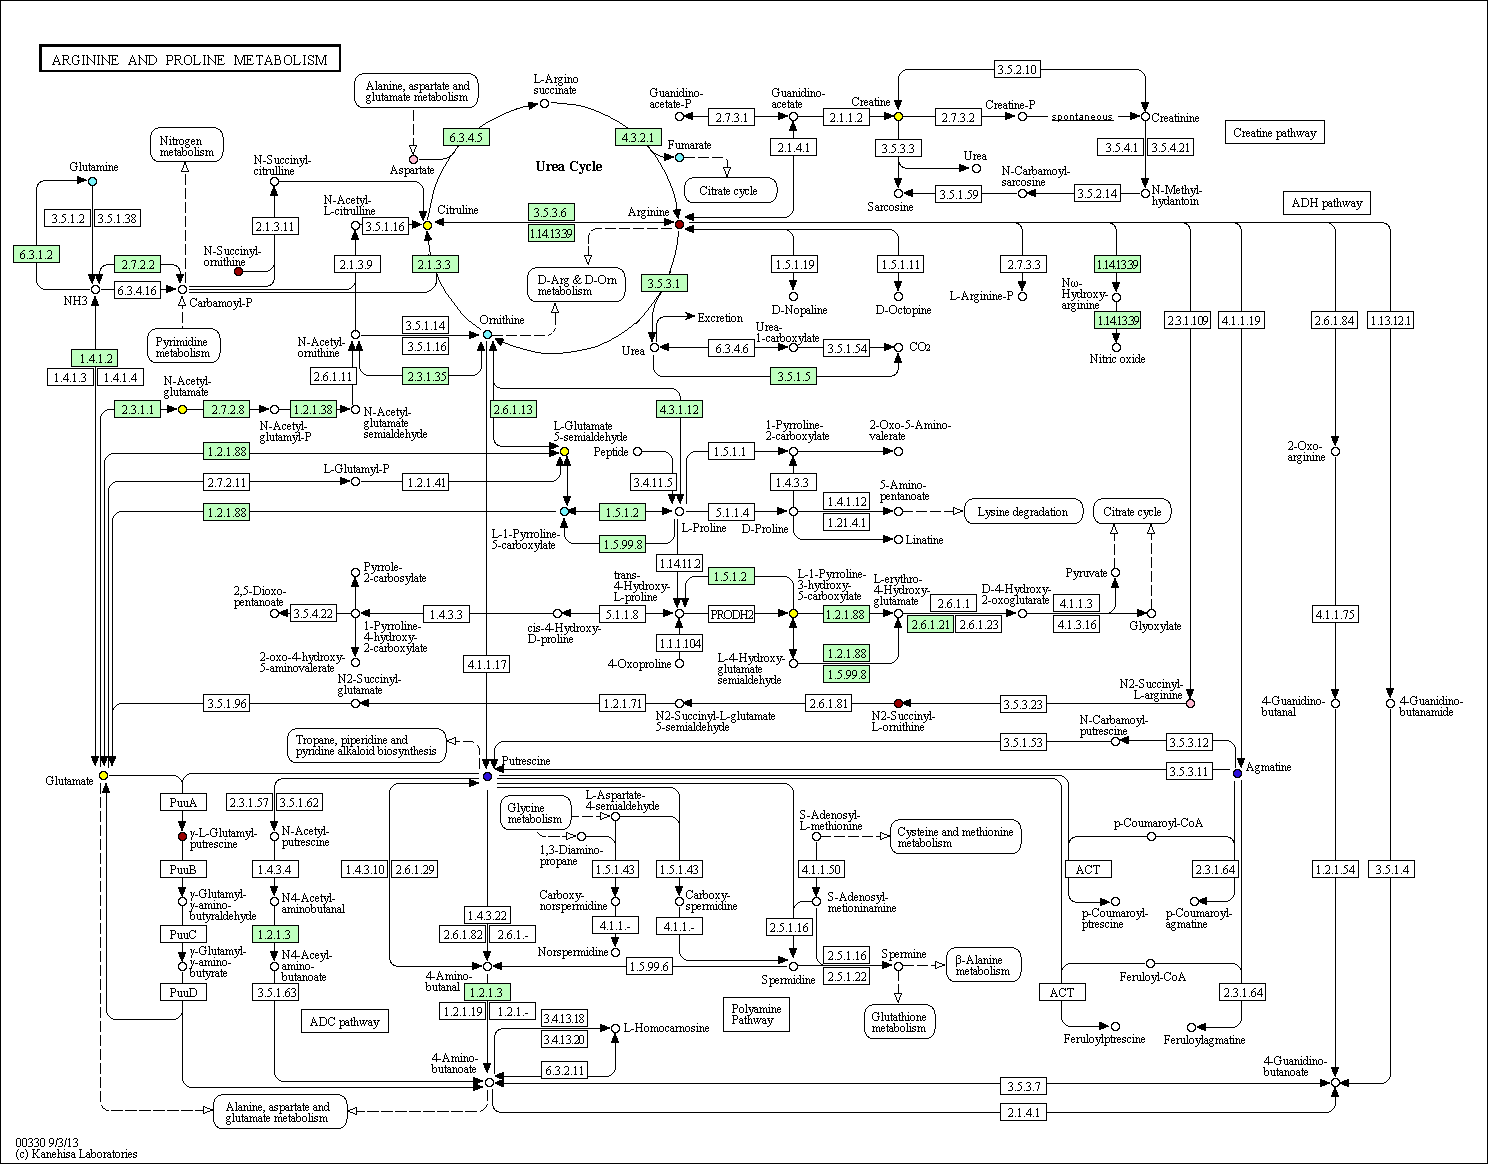 ARGININE AND PROLINE METABOLISM
Alanine, aspartate and
glutamate metabolism
L-Argino
succinate
Guanidino-
acetate-P
Guanidino-
acetate
Creatine
3.5.2.10
Creatine-P
2.7.3.1
2.1.1.2
2.7.3.2
spontaneous
Creatinine
Creatine pathway
6.3.4.5
4.3.2.1
Fumarate
2.1.4.1
3.5.3.3
3.5.4.1
3.5.4.21
Nitrogen
metabolism
Aspartate
Urea Cycle
Citrate cycle
Urea
N-Carbamoyl-
sarcosine
Sarcosine
3.5.1.59
3.5.2.14
N-Methyl-
hydantoin
ADH pathway
Glutamine
N-Succinyl-
citrulline
N-Acetyl-
L-citrulline
3.5.1.16
Citruline
3.5.3.6
1.14.13.39
Arginine
3.5.1.2
3.5.1.38
2.1.3.11
6.3.1.2
2.7.2.2
N-Succinyl-
ornithine
2.1.3.9
2.1.3.3
D-Arg & D-Orn
metabolism
3.5.3.1
1.5.1.19
1.5.1.11
2.7.3.3
1.14.13.39
NH3
6.3.4.16
Carbamoyl-P
D-Nopaline
D-Octopine
L-Arginine-P
Nω-
Hydroxy-
arginine
1.14.13.39
2.3.1.109
4.2.1.19
2.6.1.84
1.13.12.1
Pyrimidine
metabolism
N-Acetyl-
ornithine
3.5.1.14
3.5.1.16
Ornithine
Excretion
Urea
Urea-
1-carboxylate
6.3.4.6
3.5.1.54
CO2
Nitric oxide
1.4.1.2
1.4.1.3
1.4.1.4
2.6.1.11
2.3.1.35
3.5.1.5
N-Acetyl-
glutamate
2.3.1.1
2.7.2.8
1.2.1.38
N-Acetyl-
glutamyl-P
N-Acetyl-
glutamate
semialdehyde
2.6.1.13
4.3.1.12
L-Glutamate
5-semialdehyde
Peptide
1-Pyrroline-
2-carboxylate
2-Oxo-5-Amino-
valerate
1.2.1.88
1.5.1.1
2-Oxo-
arginine
2.7.2.11
L-Glutamyl-P
1.2.1.41
3.4.11.5
1.4.3.3
5-Amino-
pentanoate
1.4.1.12
1.21.4.1
1.2.1.88
1.5.1.2
L-Proline
5.1.1.4
D-Proline
Lysine degradation
Citrate cycle
L-1-Pyrroline-
5-carboxylate
1.5.99.8
Linatine
1.14.11.2
Pyrrole-
2-carbosylate
trans-
4-Hydroxy-
L-proline
1.5.1.2
L-1-Pyrroline-
3-hydroxy-
5-carboxylate
L-erythro-
4-Hydroxy-
glutamate
D-4-Hydroxy-
2-oxoglutarate
Pyruvate
2,5-Dioxo-
pentanoate
3.5.4.22
1.4.3.3
5.1.1.8
PRODH2
1.2.1.88
2.6.1.1
2.6.1.21
2.6.1.23
4.1.1.3
4.1.3.16
Glyoxylate
4.1.1.75
1-Pyrroline-
4-hydroxy-
2-carboxylate
cis-4-Hydroxy-
D-proline
1.1.1.104
4-Oxoproline
L-4-Hydroxy-
glutamate
semialdehyde
1.2.1.88
1.5.99.8
2-oxo-4-hydroxy-
5-aminovalerate
4.1.1.17
N2-Succinyl-
glutamate
3.5.1.96
1.2.1.71
N2-Succinyl-L-glutamate
5-semialdehyde
2.6.1.81
N2-Succinyl-
L-ornithine
3.5.3.23
N2-Succinyl-
L-arginine
4-Guanidino-
butanal
4-Guanidino-
butanamide
Tropane, piperidine and
pyridine alkaloid biosynthesis
N-Carbamoyl-
putrescine
3.5.1.53
3.5.3.12
Putrescine
3.5.3.11
Agmatine
Glutamate
PuuA
2.3.1.57
3.5.1.62
Glycine
metabolism
L-Aspartate-
4-semialdehyde
S-Adenosyl-
L-methionine
Cysteine and methionine
metabolism
p-Coumaroyl-CoA
γ-L-Glutamyl-
putrescine
N-Acetyl-
putrescine
1,3-Diamino-
propane
PuuB
1.4.3.4
1.4.3.10
2.6.1.29
1.5.1.43
1.5.1.43
4.1.1.50
ACT
2.3.1.64
1.2.1.54
3.5.1.4
γ-Glutamyl-
γ-amino-
butyraldehyde
N4-Acetyl-
aminobutanal
1.4.3.22
Carboxy-
norspermidine
Carboxy-
spermidine
S-Adenosyl-
metioninamine
p-Coumaroyl-
ptrescine
p-Coumaroyl-
agmatine
PuuC
1.2.1.3
2.6.1.82
2.6.1.-
4.1.1.-
4.1.1.-
2.5.1.16
γ-Glutamyl-
γ-amino-
butyrate
N4-Aceyl-
amino-
butanoate
4-Amino-
butanal
Norspermidine
1.5.99.6
Spermidine
2.5.1.16
2.5.1.22
Spermine
β-Alanine
metabolism
Feruloyl-CoA
PuuD
3.5.1.63
1.2.1.3
1.2.1.19
1.2.1.-
ACT
2.3.1.64
ADC pathway
3.4.13.18
3.4.13.20
L-Homocarnosine
Polyamine
Pathway
Glutathione
metabolism
Feruloylptrescine
Feruloylagmatine
4-Amino-
butanoate
6.3.2.11
4-Guanidino-
butanoate
3.5.3.7
Alanine, aspartate and
glutamate metabolism
2.1.4.1
00330 9/3/13
(c) Kanehisa Laboratories